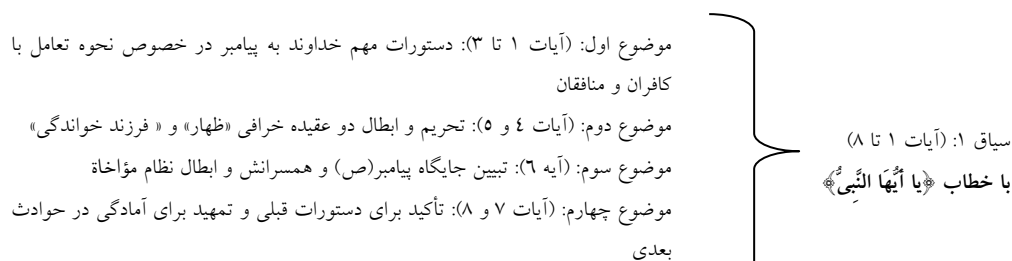 سیاق ۱: (آیات ۱ تا ۸)
با خطاب ﴿یا أَیُّهَا النَّبِیُّ﴾
موضوع اول: (آیات ۱ تا ۳): دستورات مهم خداوند به پیامبر در خصوص نحوه تعامل با
کافران و منافقان
موضوع دوم: (آیات ٤ و ٥): تحریم و ابطال دو عقیده خرافی «ظهار» و « فرزند خواندگی»
موضوع سوم: (آیه ٦): تبیین جایگاه پیامبر(ص) و همسرانش و ابطال نظام مؤاخاة
موضوع چهارم: (آیات ۷ و ۸): تأکید برای دستورات قبلی و تمهید برای آمادگی در حوادث
بعدی